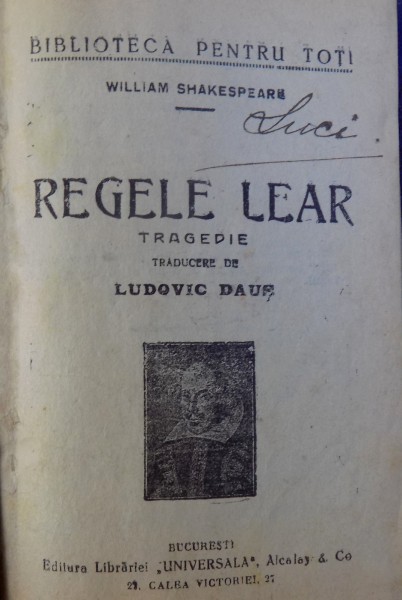 BIBLIOTECA PENTRU TOȚI
WILLIAM SHAKESPEARE
Suci
REGELE LEAR
TRAGEDIE
TRADUCERE DE
LUDOVIC DAUȘ
BUCUREȘTI
Editura Librăriei „UNIVERSALA", Alcalay & Co
27, CALEA VICTORIEI, 27